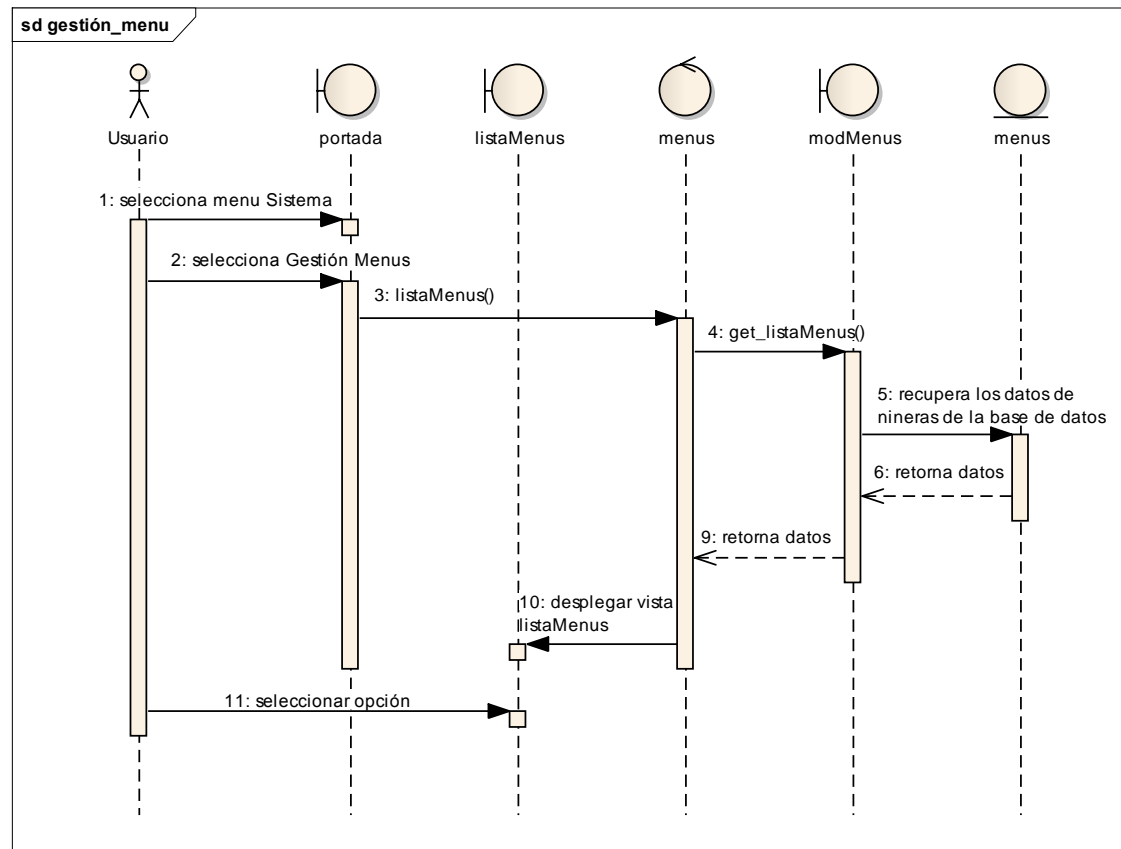 sd gestión_menu
Usuario
portada
listaMenus
menus
modMenus
menus
1: selecciona menu Sistema
2: selecciona Gestión Menus
3: listaMenus()
4: get_listaMenus()
5: recupera los datos de
nineras de la base de datos
6: retorna datos
9: retorna datos
10: desplegar vista
listaMenus
11: seleccionar opción